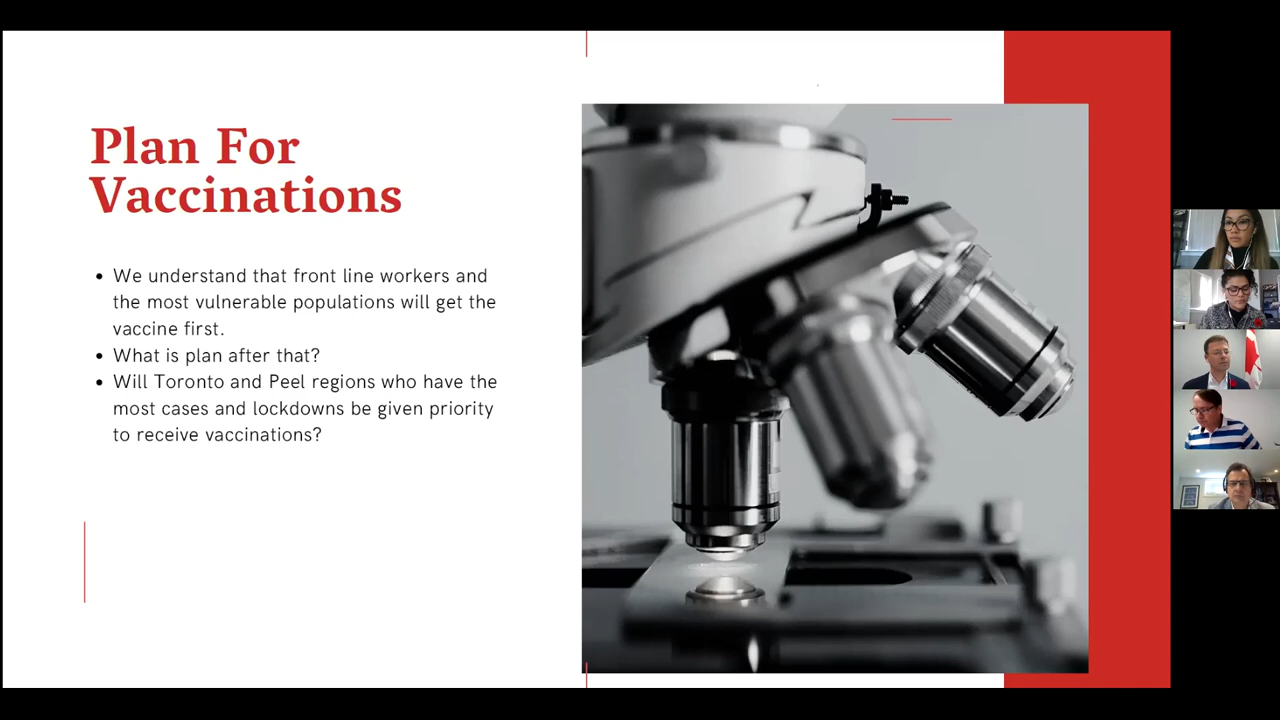 Plan For
Vaccinations
• We understand that front line workers and
the most vulnerable populations will get the
vaccine first.
• What is plan after that?
• Will Toronto and Peel regions who have the
most cases and lockdowns be given priority
to receive vaccinations?